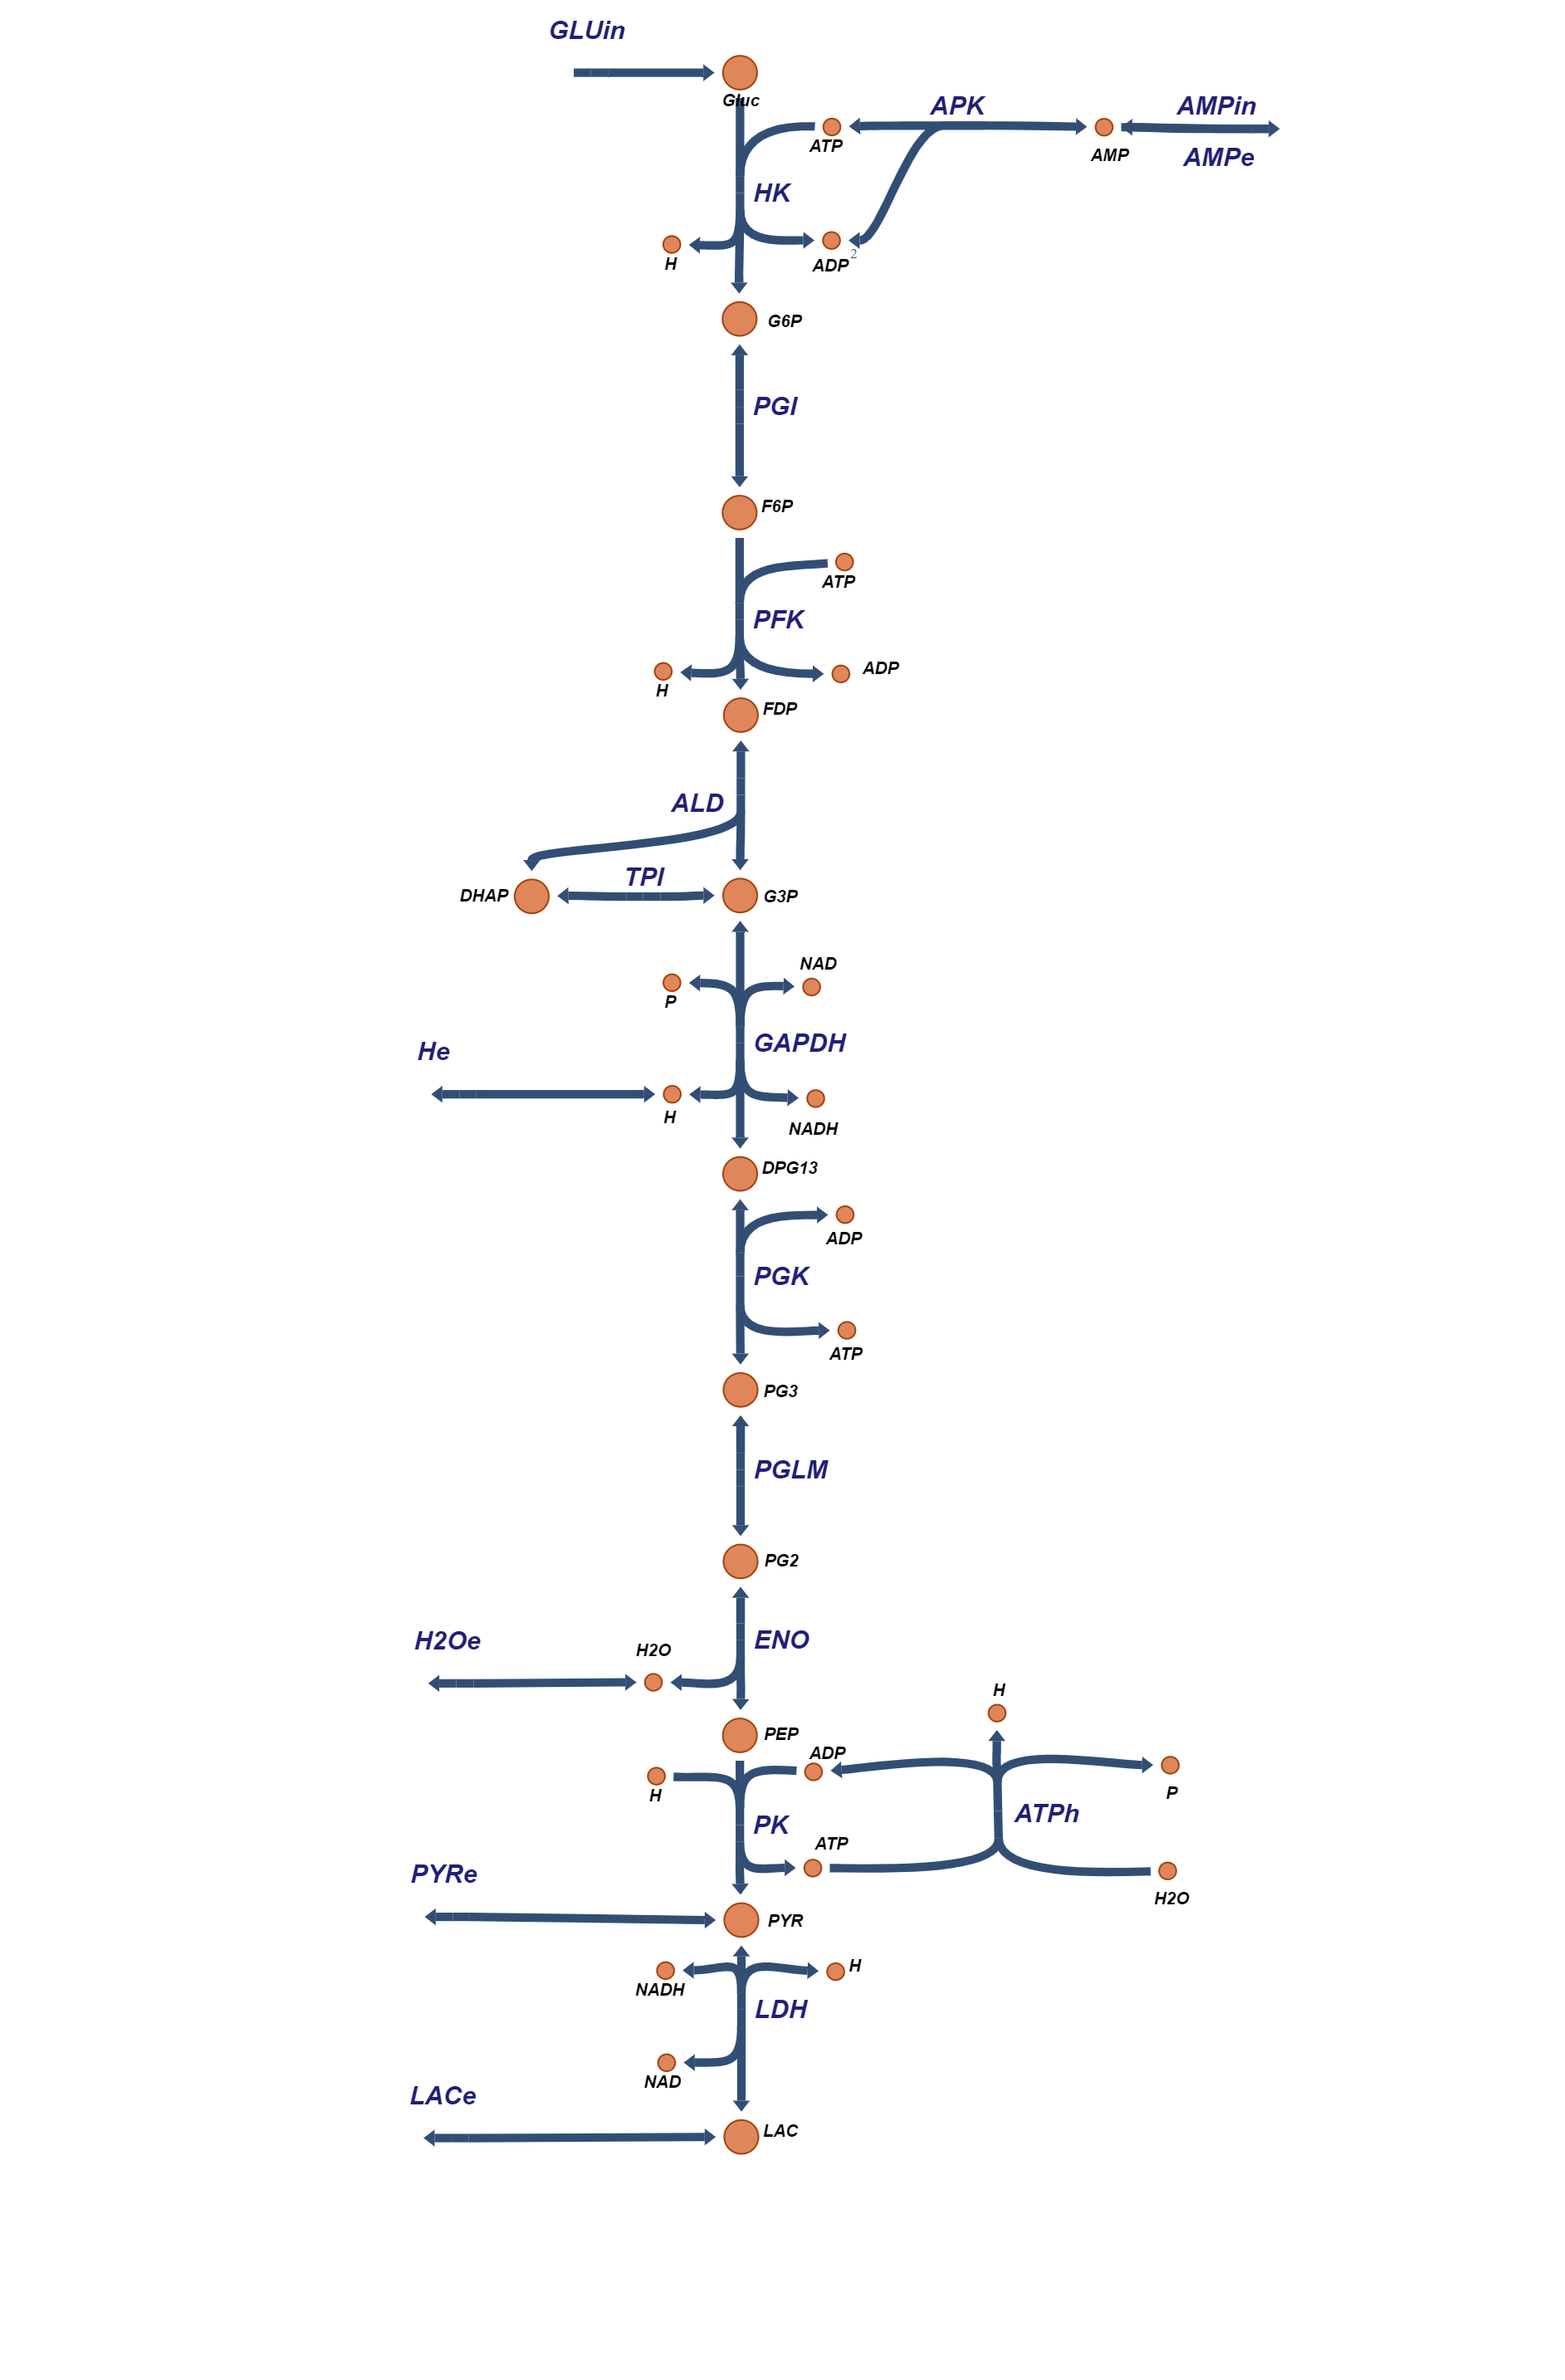 GLUin
Gluc
APK
AMPin
ATP
AMP
AMPe
HK
H
ADP
2
G6P
PGI
F6P
ATP
PFK
ADP
H
FDP
ALD
TPI
DHAP
G3P
NAD
P
GAPDH
He
H
NADH
DPG13
ADP
PGK
ATP
PG3
PGLM
PG2
H2Oe
H2O
ENO
H
PEP
ADP
H
P
ATPh
PK
ATP
PYRe
H2O
PYR
H
NADH
LDH
NAD
LACe
LAC